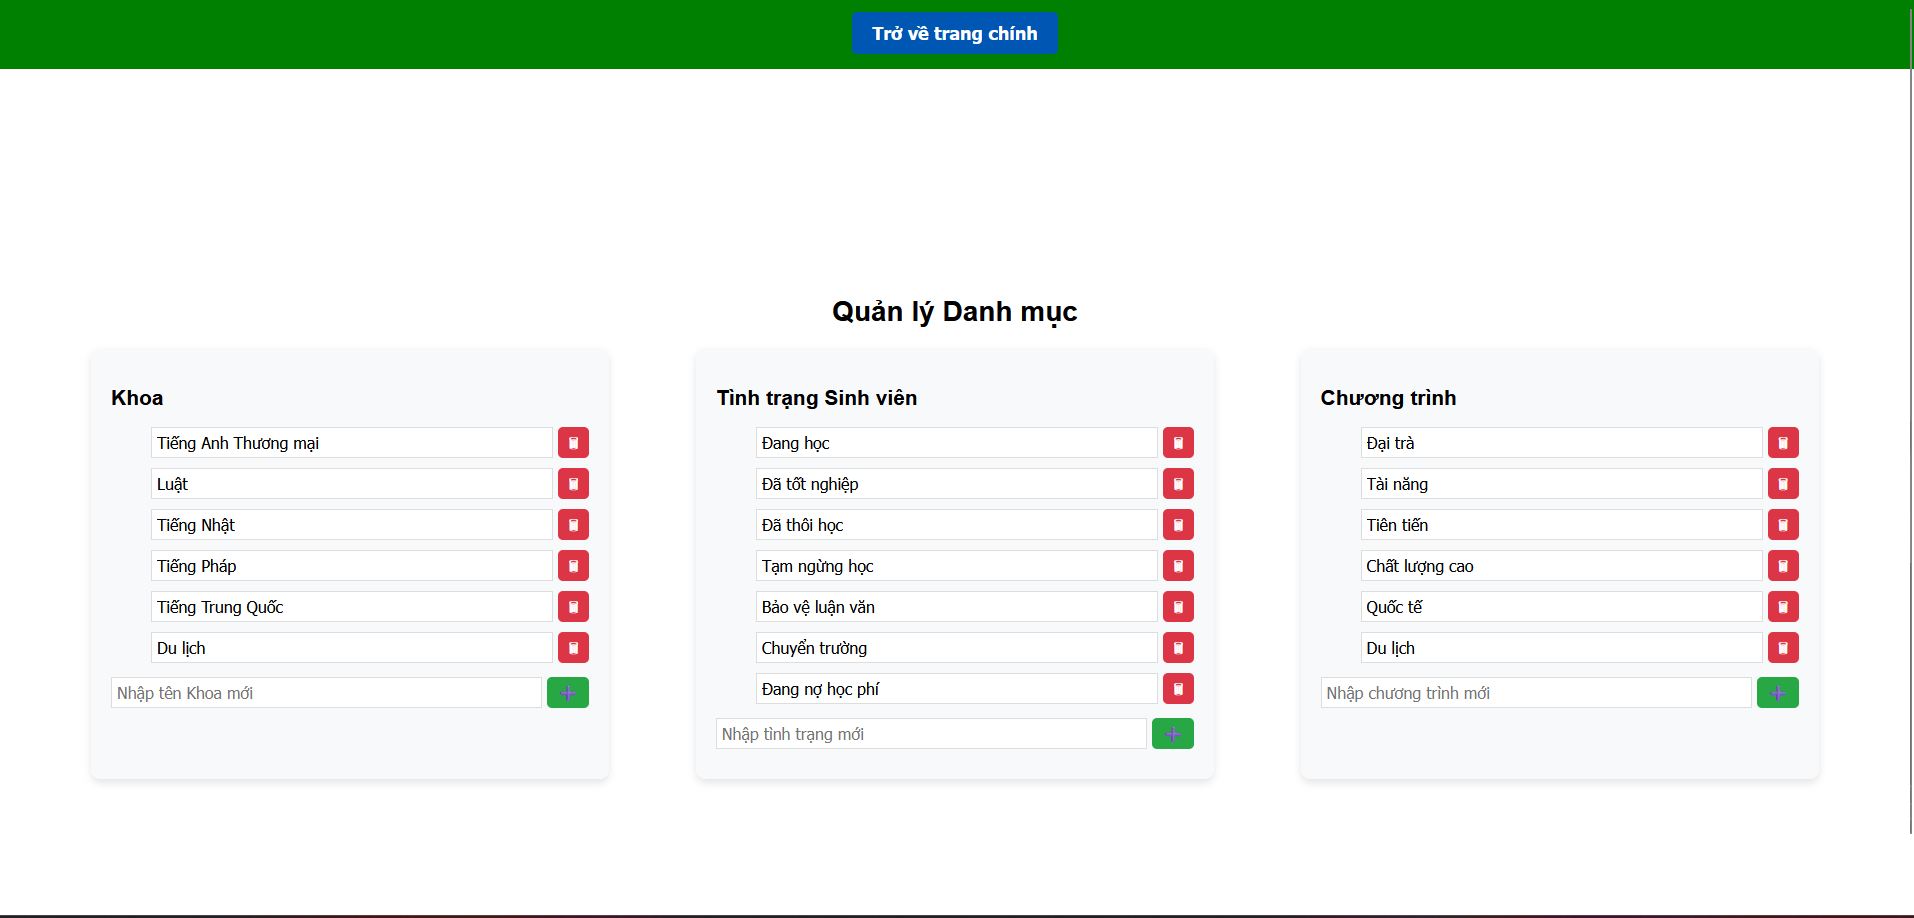 Trở về trang chính
Quản lý Danh mục
Khoa
Tiếng Anh Thương mại
Luật
Tiếng Nhật
Tiếng Pháp
Tiếng Trung Quốc
Du lịch
Nhập tên Khoa mới
Tình trạng Sinh viên
Đang học
Đã tốt nghiệp
Đã thôi học
Tạm ngừng học
Bảo vệ luận văn
Chuyển trường
Đang nợ học phí
Nhập tình trạng mới
Chương trình
Đại trà
Tài năng
Tiên tiến
Chất lượng cao
Quốc tế
Du lịch
Nhập chương trình mới